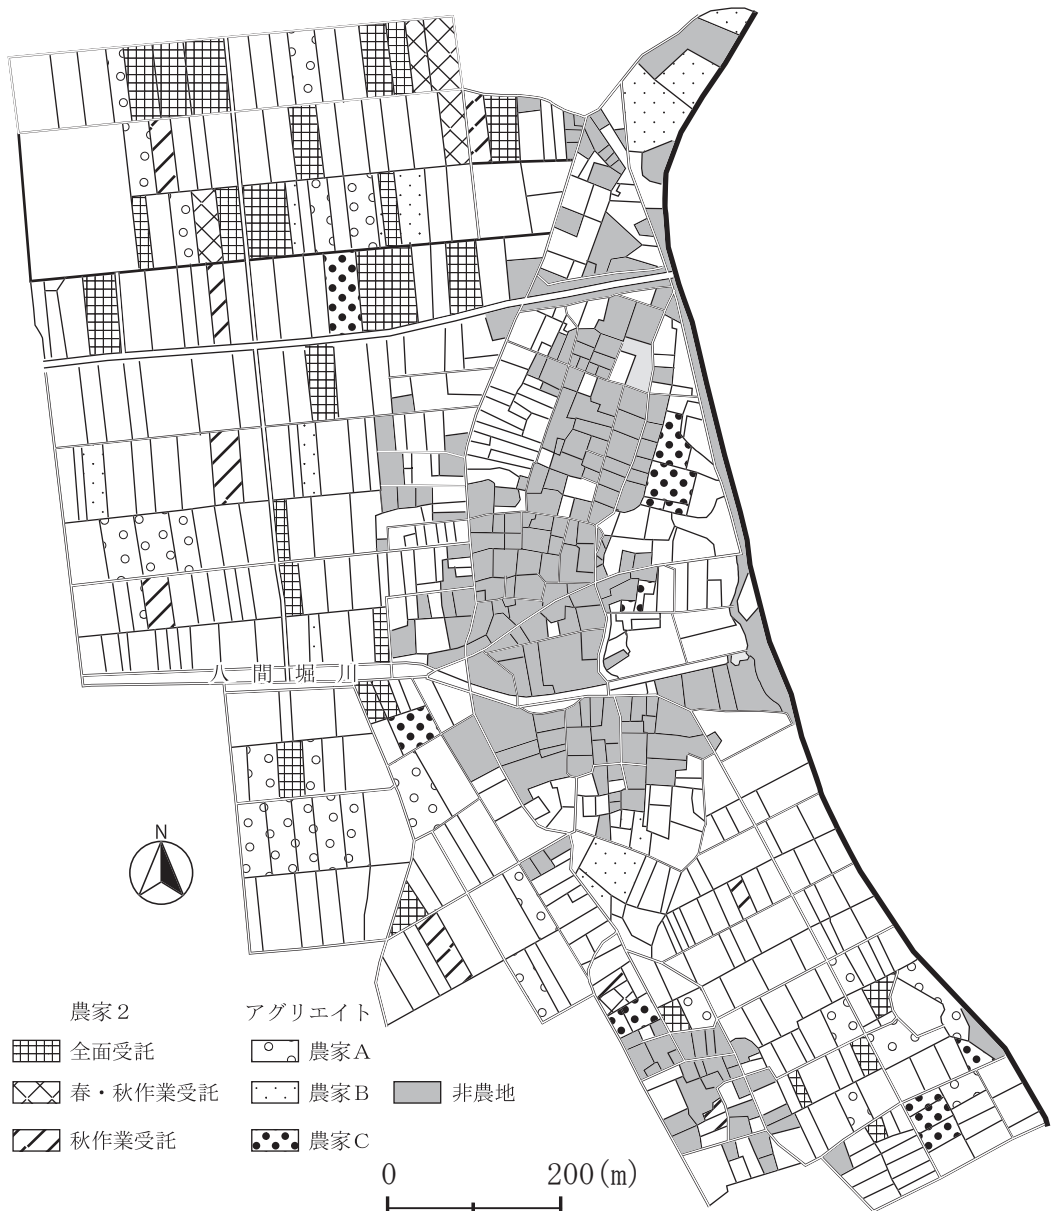 八間堀川
N
農家２
アグリエイト
全面受託
農家A
春・秋作業受託
農家B
非農地
秋作業受託
農家C
0 200(m)